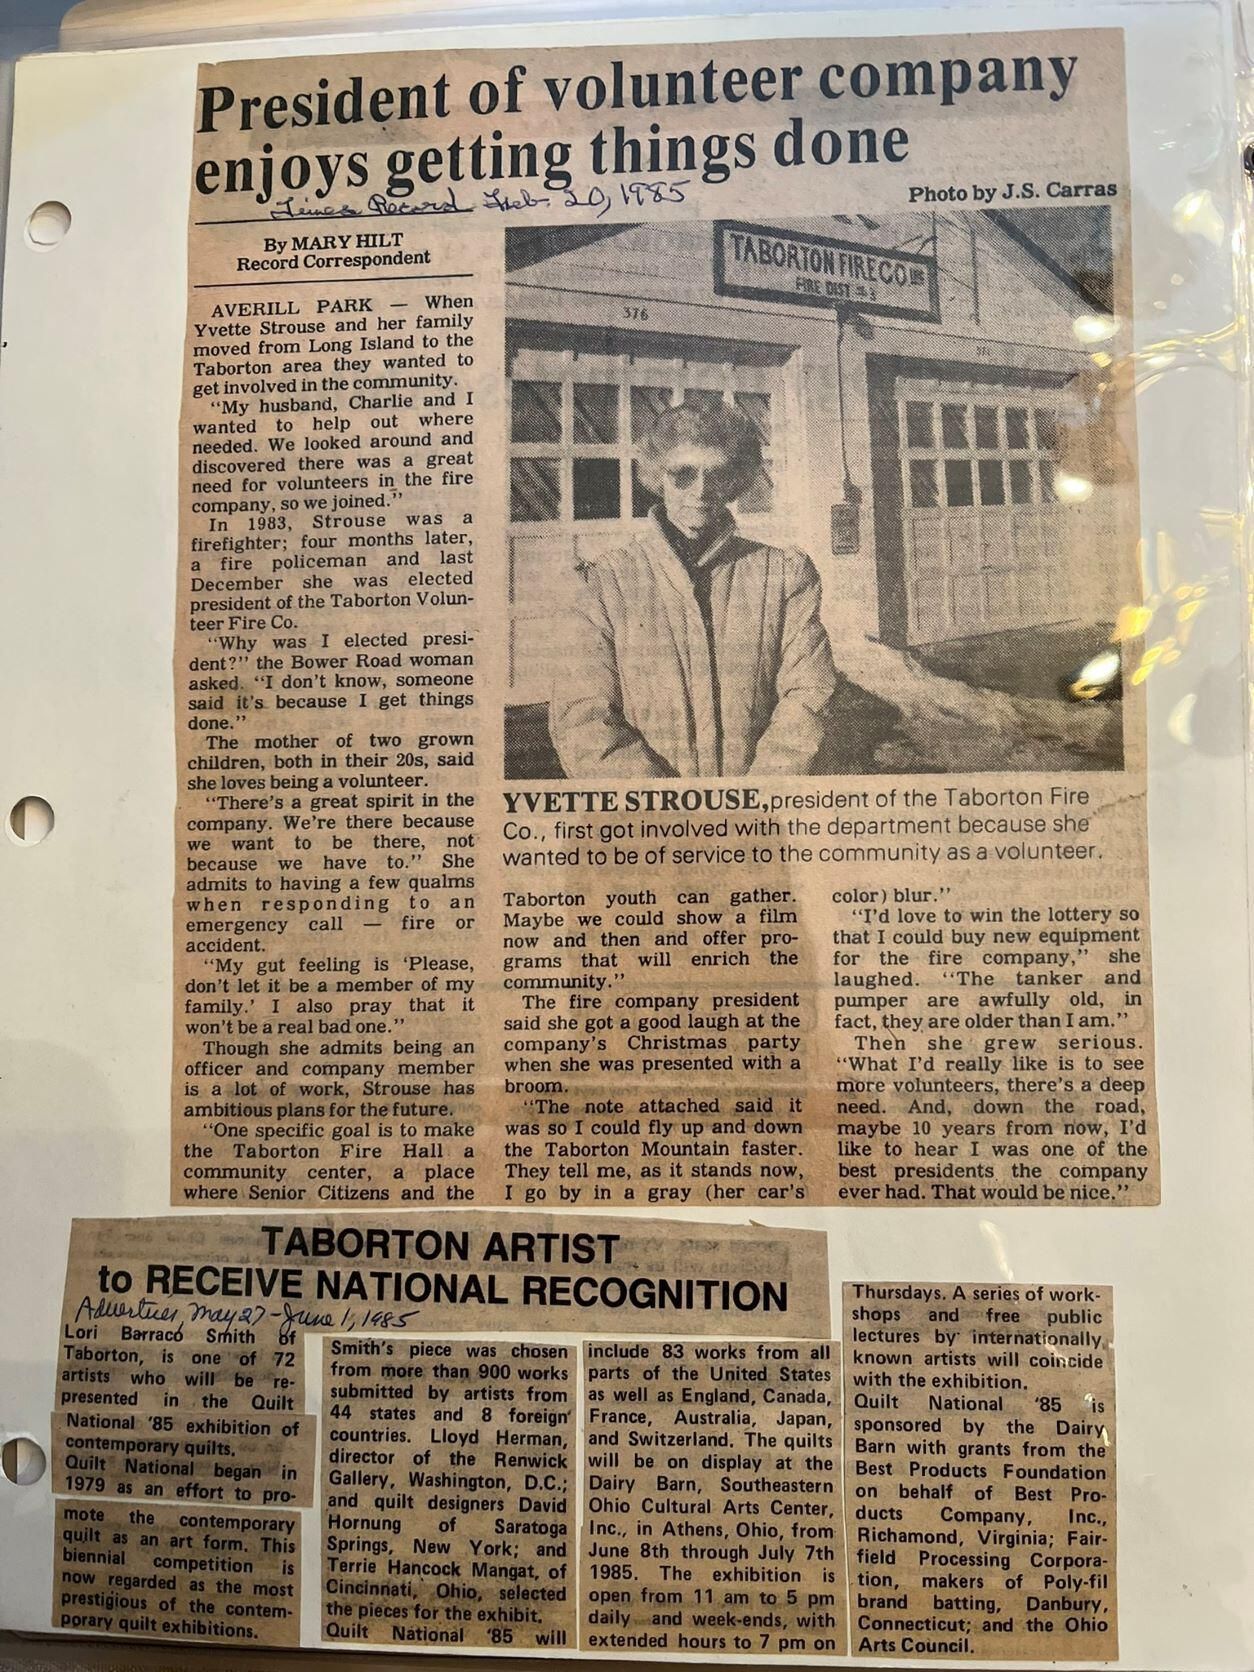 President of volunteer company
enjoys getting things done
Times Record Feb. 20, 1985
Photo by J.S. Carras
By MARY HILT
Record Correspondent
AVERILL PARK — When
Yvette Strouse and her family
moved from Long Island to the
Taborton area they wanted to
get involved in the community.
"My husband, Charlie and I
wanted to help out where
needed. We looked around and
discovered there was a great
need for volunteers in the fire
company, so we joined."
In 1983, Strouse was a
firefighter; four months later,
a fire policeman and last
December she was elected
president of the Taborton Volun-
teer Fire Co.
"Why was I elected presi-
dent?" the Bower Road woman
asked. "I don't know, someone
said it's because I get things
done."
The mother of two grown
children, both in their 20s, said
she loves being a volunteer.
"There's a great spirit in the
company. We're there because
we want to be there, not
because we have to." She
admits to having a few qualms
when responding to an
emergency call — fire or
accident.
"My gut feeling is 'Please,
don't let it be a member of my
family.' I also pray that it
won't be a real bad one."
Though she admits being an
officer and company member
is a lot of work, Strouse has
ambitious plans for the future.
"One specific goal is to make
the Taborton Fire Hall a
community center, a place
where Senior Citizens and the
TABORTON FIRE CO INC
FIRE DIST #3
376
YVETTE STROUSE, president of the Taborton Fire
Co., first got involved with the department because she
wanted to be of service to the community as a volunteer.
Taborton youth can gather.
Maybe we could show a film
now and then and offer pro-
grams that will enrich the
community."
The fire company president
said she got a good laugh at the
company's Christmas party
when she was presented with a
broom.
"The note attached said it
was so I could fly up and down
the Taborton Mountain faster.
They tell me, as it stands now,
I go by in a gray (her car's
color) blur."
"I'd love to win the lottery so
that I could buy new equipment
for the fire company," she
laughed. "The tanker and
pumper are awfully old, in
fact, they are older than I am."
Then she grew serious.
"What I'd really like is to see
more volunteers, there's a deep
need. And, down the road,
maybe 10 years from now, I'd
like to hear I was one of the
best presidents the company
ever had. That would be nice."
TABORTON ARTIST
to RECEIVE NATIONAL RECOGNITION
Advertiser, May 27 - June 1, 1985
Lori Barraco Smith of
Taborton, is one of 72
artists who will be re-
presented in the Quilt
National '85 exhibition of
contemporary quilts.
Quilt National began in
1979 as an effort to pro-
mote the contemporary
quilt as an art form. This
biennial competition is
now regarded as the most
prestigious of the contem-
porary quilt exhibitions.
Smith's piece was chosen
from more than 900 works
submitted by artists from
44 states and 8 foreign
countries. Lloyd Herman,
director of the Renwick
Gallery, Washington, D.C.;
and quilt designers David
Hornung of Saratoga
Springs, New York; and
Terrie Hancock Mangat, of
Cincinnati, Ohio, selected
the pieces for the exhibit.
Quilt National '85 will
include 83 works from all
parts of the United States
as well as England, Canada,
France, Australia, Japan,
and Switzerland. The quilts
will be on display at the
Dairy Barn, Southeastern
Ohio Cultural Arts Center,
Inc., in Athens, Ohio, from
June 8th through July 7th
1985. The exhibition is
open from 11 am to 5 pm
daily and week-ends, with
extended hours to 7 pm on
Thursdays. A series of work-
shops and free public
lectures by internationally
known artists will coincide
with the exhibition.
Quilt National '85 is
sponsored by the Dairy
Barn with grants from the
Best Products Foundation
on behalf of Best Pro-
ducts Company, Inc.,
Richamond, Virginia; Fair-
field Processing Corpora-
tion, makers of Poly-fil
brand batting, Danbury,
Connecticut; and the Ohio
Arts Council.